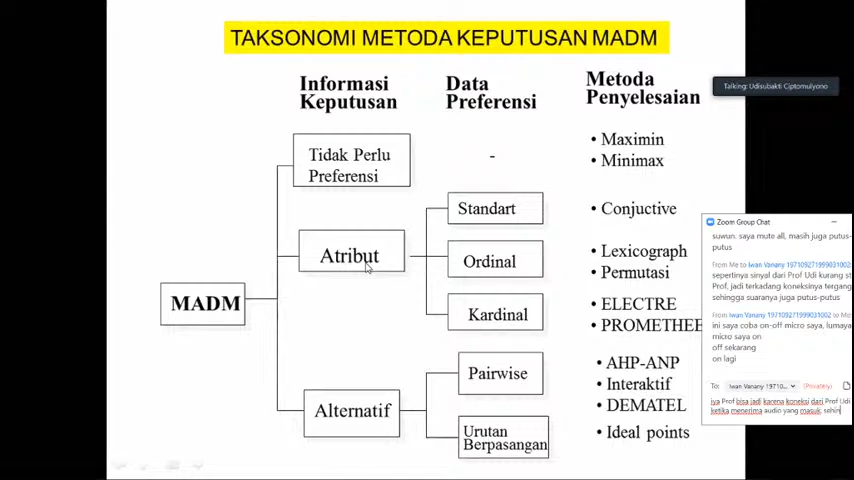 TAKSONOMI METODA KEPUTUSAN MADM
Informasi
Keputusan
Data
Preferensi
Metoda
Penyelesaian
Talking: Udisubakti Ciptomulyono
Tidak Perlu
Preferensi
-
• Maximin
• Minimax
Standart
• Conjuctive
Atribut
Ordinal
• Lexicograph
• Permutasi
MADM
Kardinal
• ELECTRE
• PROMETHEE
Pairwise
• AHP-ANP
• Interaktif
• DEMATEL
Alternatif
Urutan
Berpasangan
• Ideal points
Zoom Group Chat
suwun. saya mute all, masih juga putus-
putus
From Me to Iwan Vanany 197109271999031002:
sepertinya sinyal dari Prof Udi kurang st
Prof, jadi terkadang koneksinya tergang
sehingga suaranya juga putus-putus
From Iwan Vanany 197109271999031002 to Me
ini saya coba on-off micro saya, lumaya
micro saya on
off sekarang
on lagi
To: Iwan Vanany 19710... (Privately)
iya Prof bisa jadi karena koneksi dari Prof Udi
ketika menerima audio yang masuk, sehin